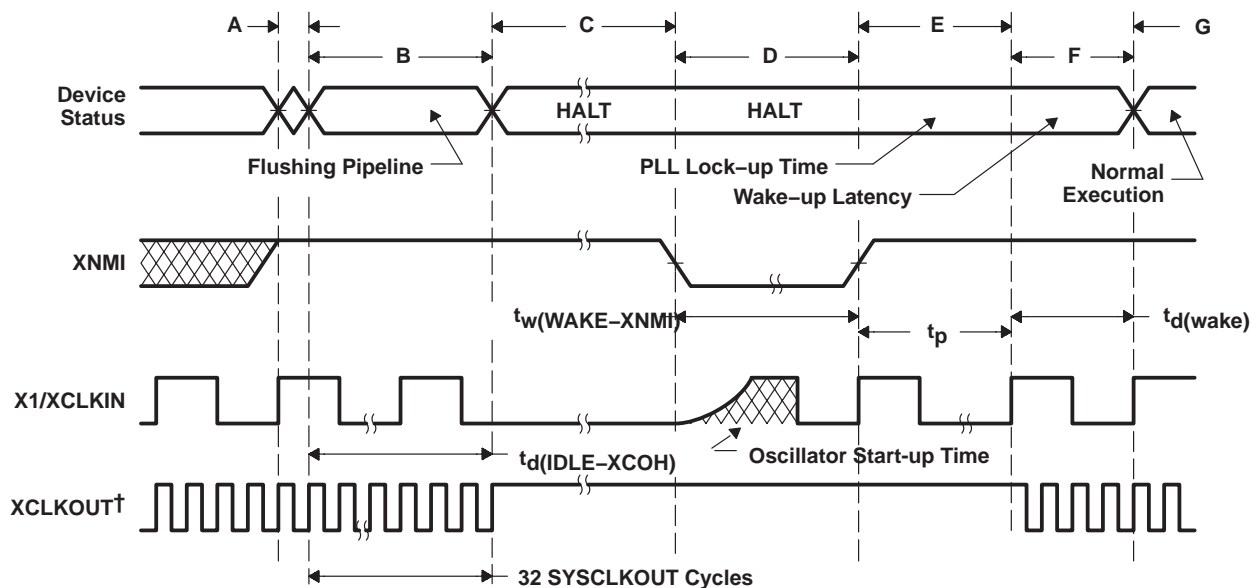 A
B
C
D
E
F
G
Device
Status
HALT
HALT
Flushing Pipeline
PLL Lock–up Time
Wake–up Latency
Normal
Execution
XNMI
tw(WAKE–XNMI)
tp
td(wake)
X1/XCLKIN
td(IDLE–XCOH)
Oscillator Start-up Time
XCLKOUT†
32 SYSCLKOUT Cycles